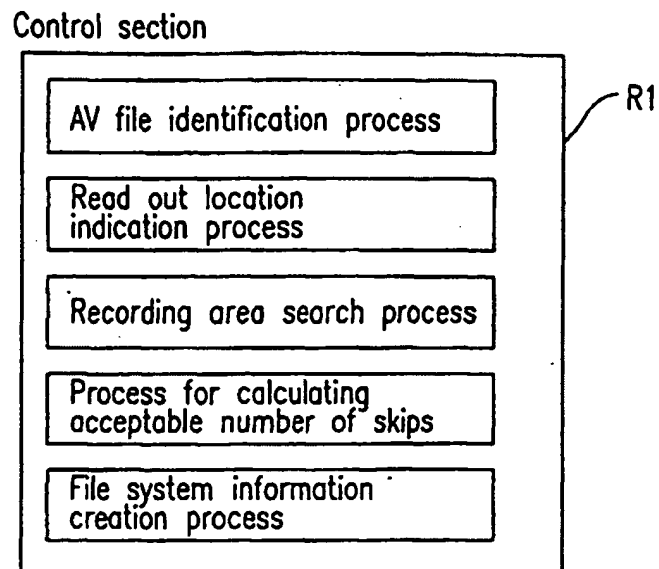 Control section
R1
AV file identification process
Read out location
indication process
Recording area search process
Process for calculating
acceptable number of skips
File system information
creation process